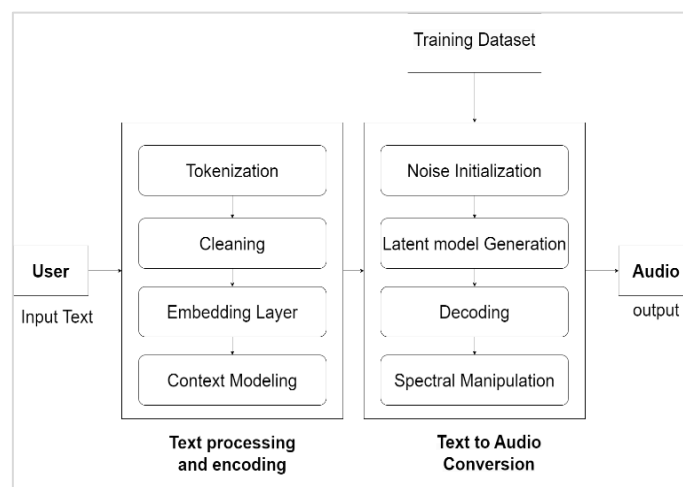 Training Dataset
User
Input Text
Tokenization
Cleaning
Embedding Layer
Context Modeling
Text processing
and encoding
Noise Initialization
Latent model Generation
Decoding
Spectral Manipulation
Text to Audio
Conversion
Audio
output